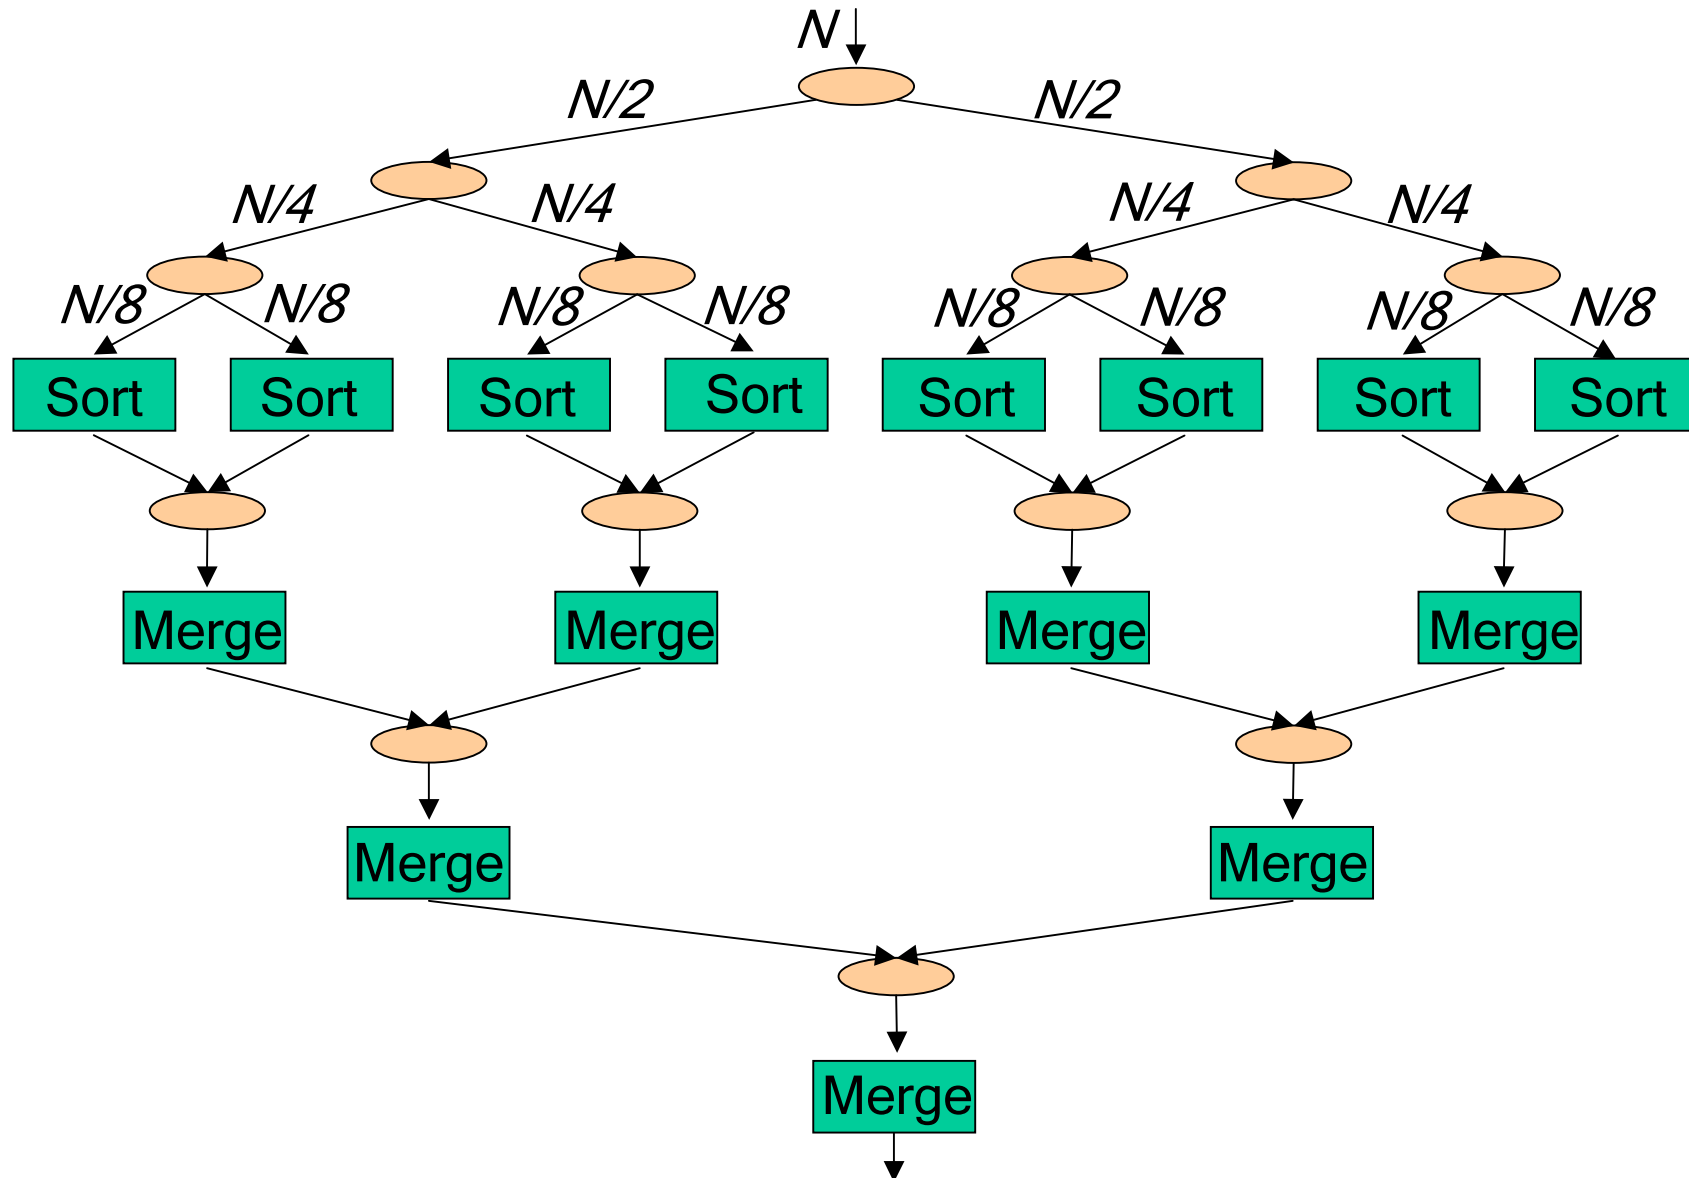 N
N/2 N/2
N/4 N/4 N/4 N/4
N/8 N/8 N/8 N/8 N/8 N/8 N/8 N/8
Sort Sort Sort Sort Sort Sort Sort Sort
Merge Merge Merge Merge
Merge Merge
Merge